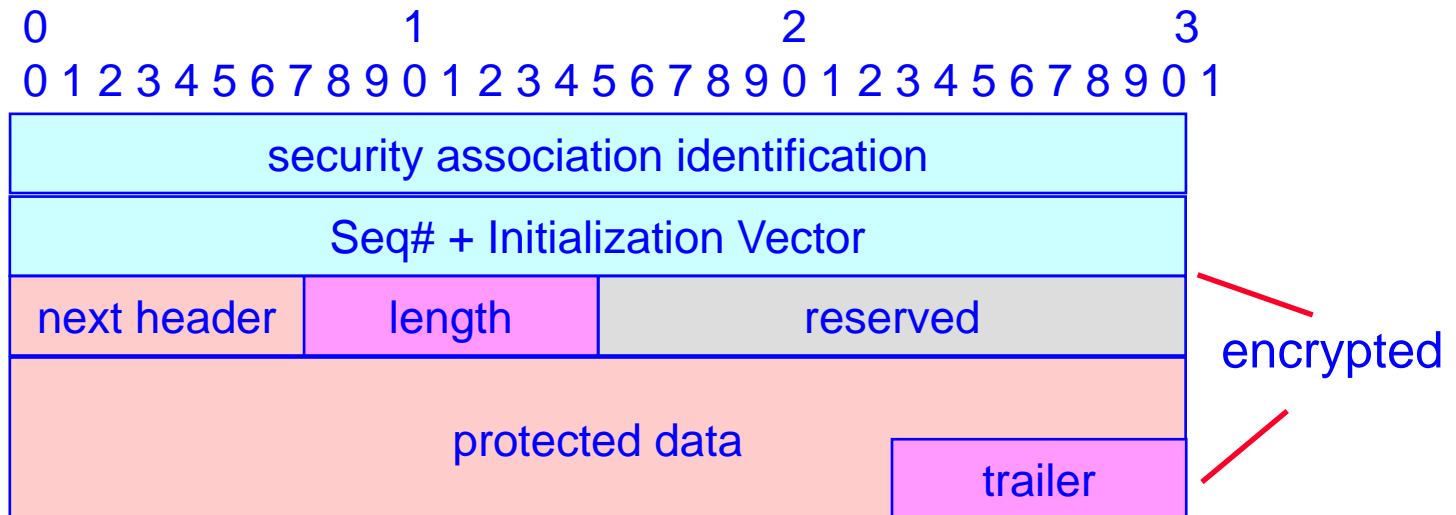 0 1 2 3
0 1 2 3 4 5 6 7 8 9 0 1 2 3 4 5 6 7 8 9 0 1 2 3 4 5 6 7 8 9 0 1
security association identification
Seq# + Initialization Vector
next header length reserved
encrypted
protected data
trailer